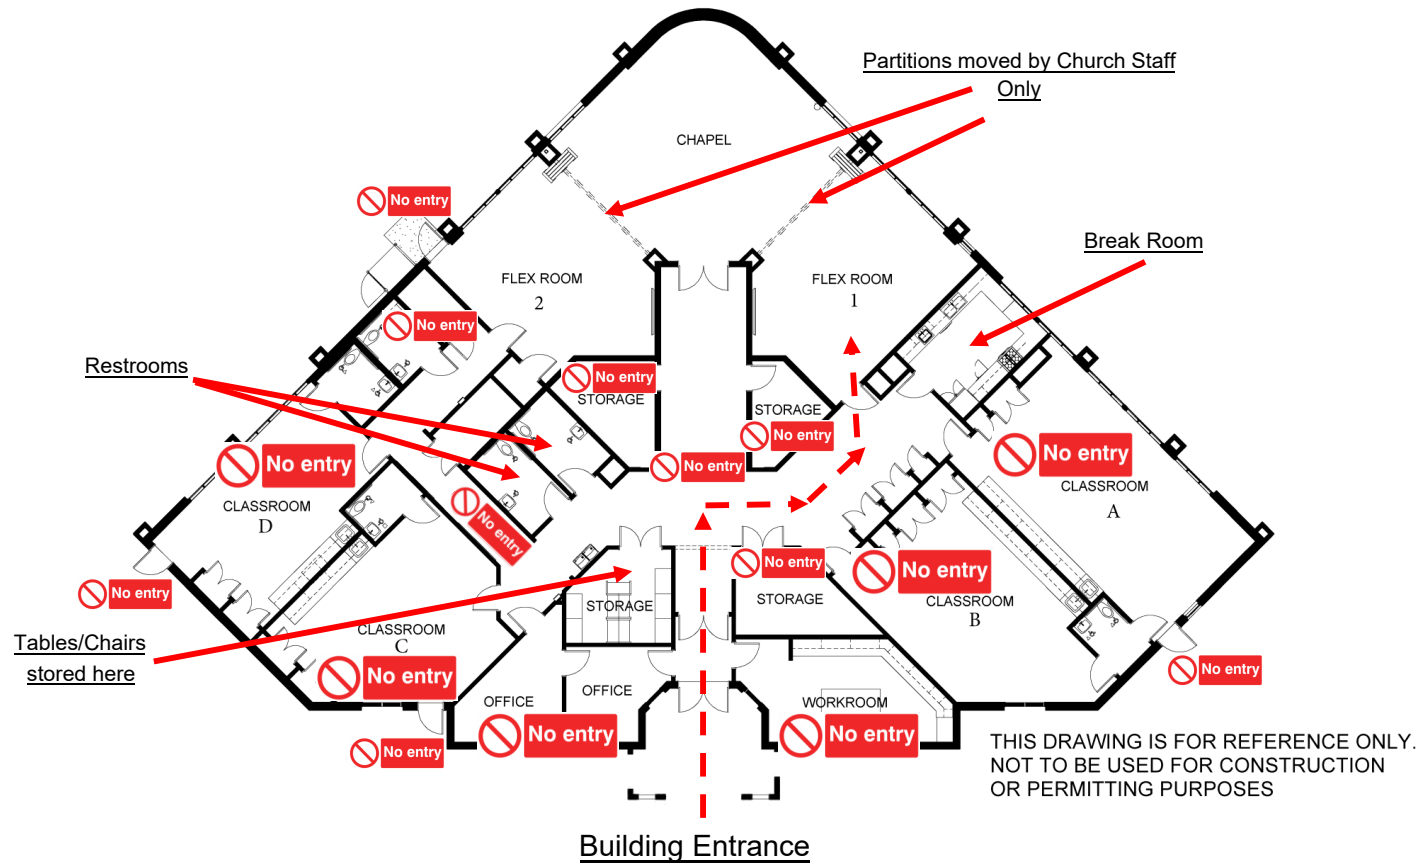 Partitions moved by Church Staff
Only
CHAPEL
No entry
Break Room
FLEX ROOM
2
FLEX ROOM
1
No entry
Restrooms
No entry
STORAGE
STORAGE
No entry
No entry
No entry
No entry
CLASSROOM
D
CLASSROOM
A
No entry
No entry
No entry
No entry
STORAGE
STORAGE
CLASSROOM
B
Tables/Chairs
stored here
CLASSROOM
C
No entry
No entry
No entry
OFFICE
OFFICE
WORKROOM
No entry
No entry
No entry
THIS DRAWING IS FOR REFERENCE ONLY.
NOT TO BE USED FOR CONSTRUCTION
OR PERMITTING PURPOSES
Building Entrance